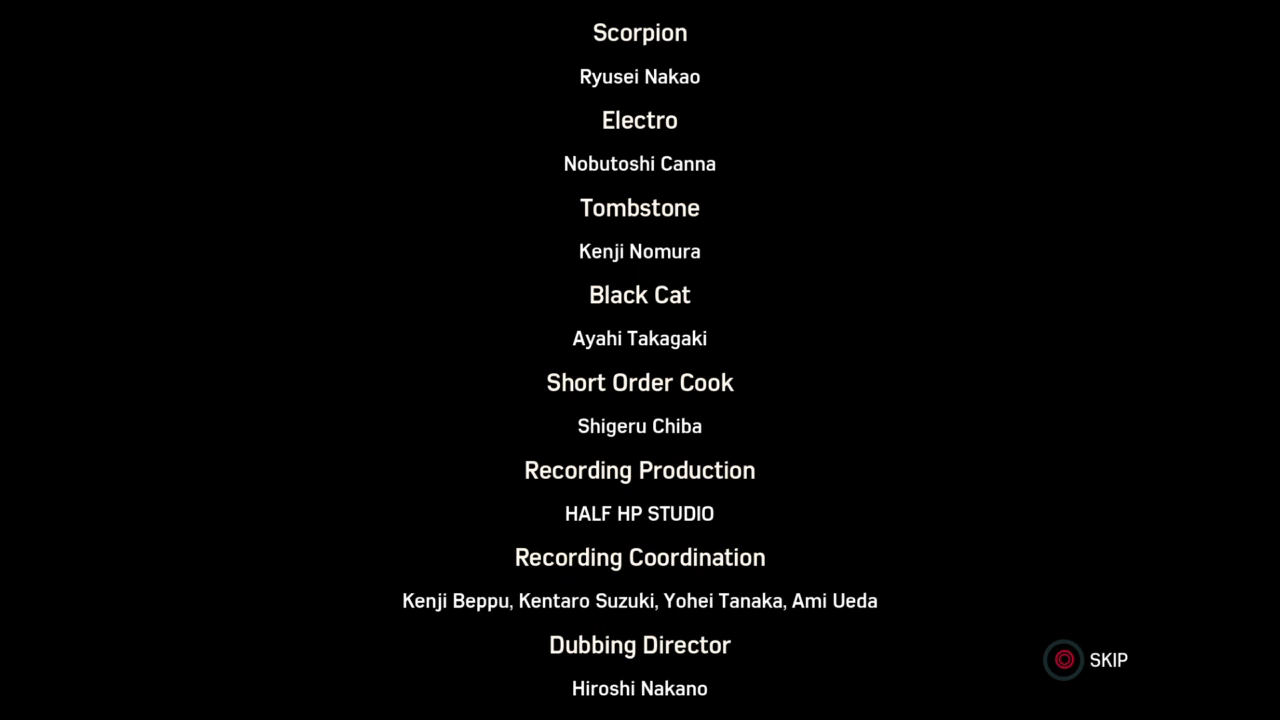 Scorpion
Ryusei Nakao
Electro
Nobutoshi Canna
Tombstone
Kenji Nomura
Black Cat
Ayahi Takagaki
Short Order Cook
Shigeru Chiba
Recording Production
HALF HP STUDIO
Recording Coordination
Kenji Beppu, Kentaro Suzuki, Yohei Tanaka, Ami Ueda
Dubbing Director
SKIP
Hiroshi Nakano